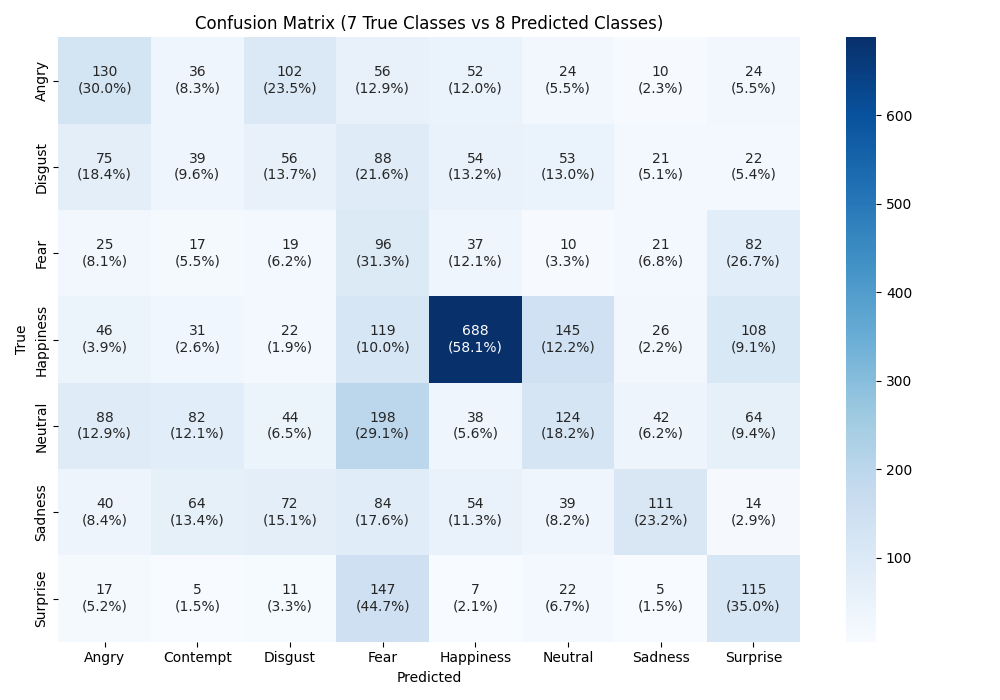 Confusion Matrix (7 True Classes vs 8 Predicted Classes)
True
Angry
130 36 102 56 52 24 10 24
(30.0%) (8.3%) (23.5%) (12.9%) (12.0%) (5.5%) (2.3%) (5.5%)
Disgust
75 39 56 88 54 53 21 22
(18.4%) (9.6%) (13.7%) (21.6%) (13.2%) (13.0%) (5.1%) (5.4%)
Fear
25 17 19 96 37 10 21 82
(8.1%) (5.5%) (6.2%) (31.3%) (12.1%) (3.3%) (6.8%) (26.7%)
Happiness
46 31 22 119 688 145 26 108
(3.9%) (2.6%) (1.9%) (10.0%) (58.1%) (12.2%) (2.2%) (9.1%)
Neutral
88 82 44 198 38 124 42 64
(12.9%) (12.1%) (6.5%) (29.1%) (5.6%) (18.2%) (6.2%) (9.4%)
Sadness
40 64 72 84 54 39 111 14
(8.4%) (13.4%) (15.1%) (17.6%) (11.3%) (8.2%) (23.2%) (2.9%)
Surprise
17 5 11 147 7 22 5 115
(5.2%) (1.5%) (3.3%) (44.7%) (2.1%) (6.7%) (1.5%) (35.0%)
Angry Contempt Disgust Fear Happiness Neutral Sadness Surprise
Predicted
600
500
400
300
200
100